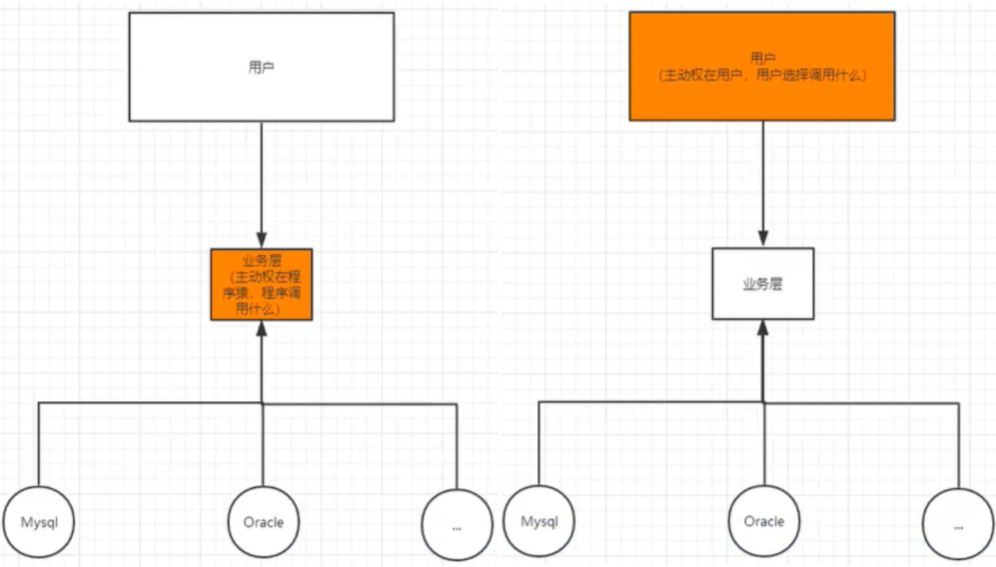 用户
业务层
（主动权在程
序猿，程序调
用什么）
Mysql
Oracle
...
用户
（主动权在用户，用户选择调用什么）
业务层
Mysql
Oracle
...